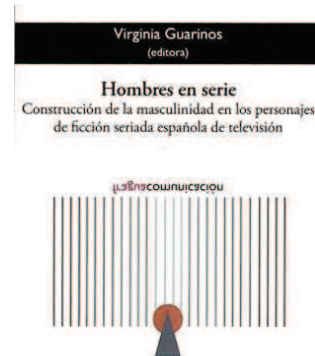 Virginia Guarinos
(editora)
Hombres en serie
Construcción de la masculinidad en los personajes
de ficción seriada española de televisión